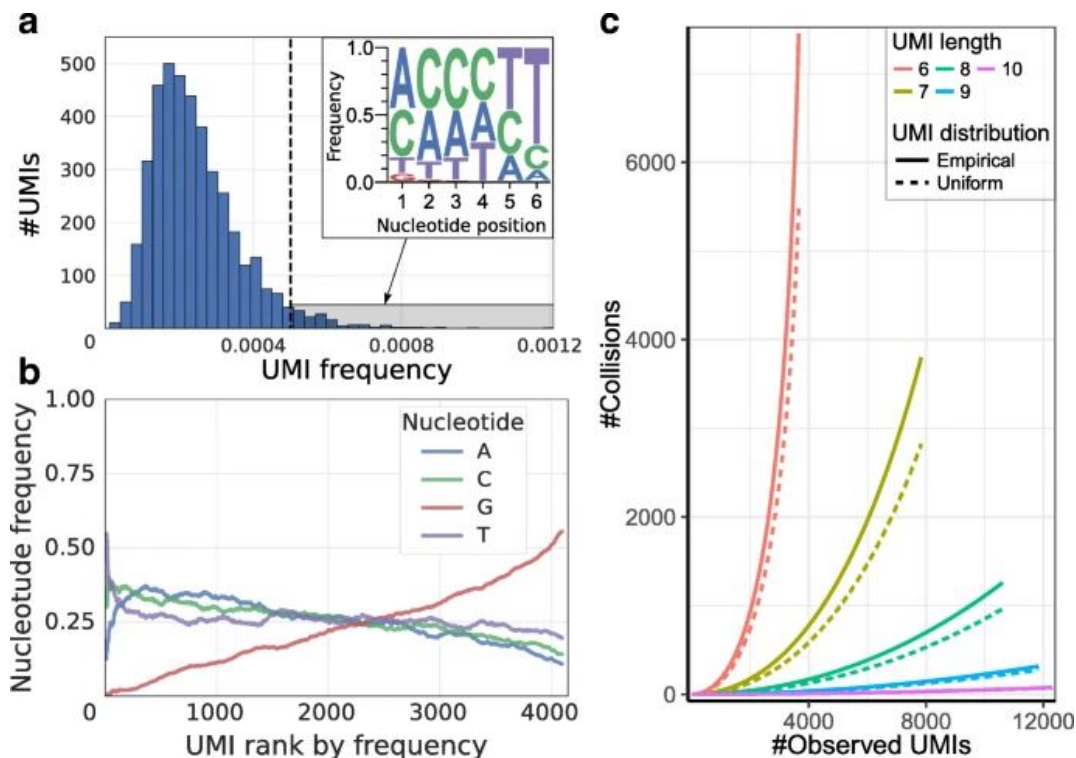 a
#UMIs
500
400
300
200
100
0
0.0004
0.0008
0.0012
UMI frequency
Frequency
1.0
0.5
0.0
A C C C T T
C A A A C C
T T T T A A
G
1 2 3 4 5 6
Nucleotide position
b
Nucleotude frequency
1.00
0.75
0.50
0.25
0
1000
2000
3000
4000
UMI rank by frequency
Nucleotide
A
C
G
T
c
#Collisions
6000
4000
2000
0
4000
8000
12000
#Observed UMIs
UMI length
6 8 10
7 9
UMI distribution
Empirical
Uniform